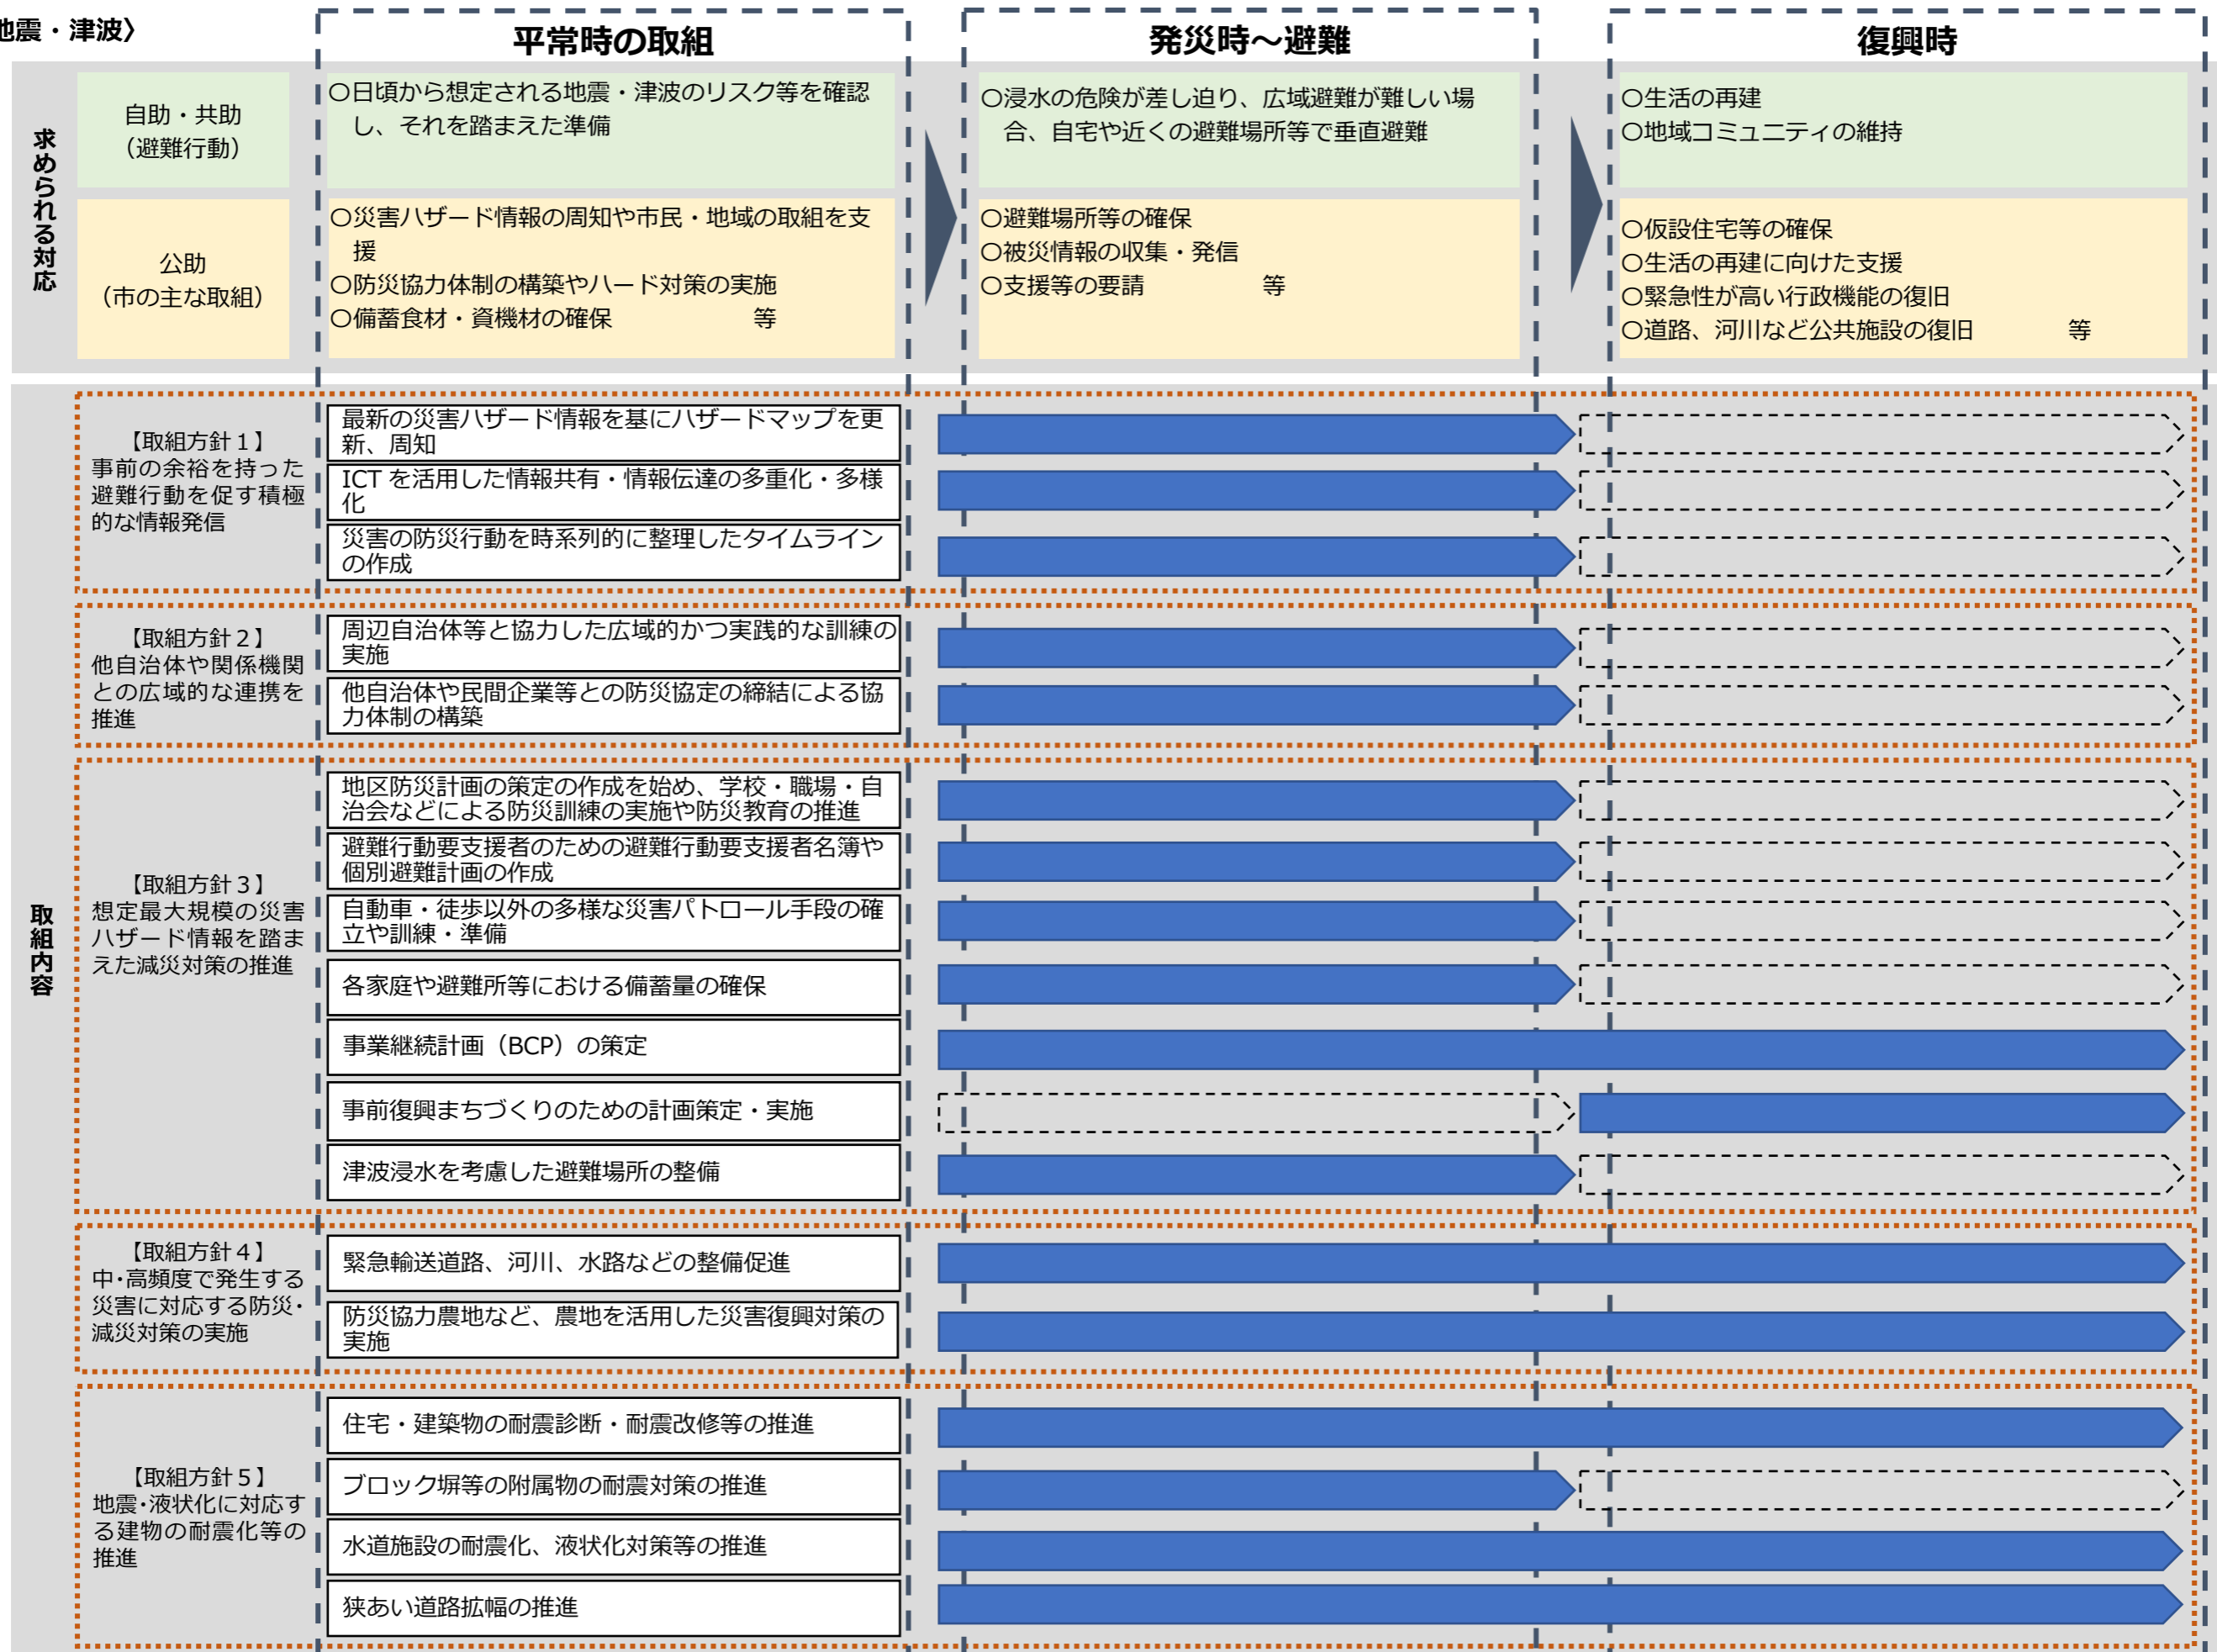 地震・津波〉
平常時の取組
発災時～避難
復興時
求められる対応
自助・共助
（避難行動）
○日頃から想定される地震・津波のリスク等を確認
し、それを踏まえた準備
○浸水の危険が差し迫り、広域避難が難しい場
合、自宅や近くの避難場所等で垂直避難
○生活の再建
○地域コミュニティの維持
公助
（市の主な取組）
○災害ハザード情報の周知や市民・地域の取組を支
援
○防災協力体制の構築やハード対策の実施
○備蓄食材・資機材の確保 等
○避難場所等の確保
○被災情報の収集・発信
○支援等の要請 等
○仮設住宅等の確保
○生活の再建に向けた支援
○緊急性が高い行政機能の復旧
○道路、河川など公共施設の復旧 等
取組内容
【取組方針１】
事前の余裕を持った
避難行動を促す積極
的な情報発信
最新の災害ハザード情報を基にハザードマップを更
新、周知
ICT を活用した情報共有・情報伝達の多重化・多様
化
災害の防災行動を時系列的に整理したタイムライン
の作成
【取組方針２】
他自治体や関係機関
との広域的な連携を
推進
周辺自治体等と協力した広域的かつ実践的な訓練の
実施
他自治体や民間企業等との防災協定の締結による協
力体制の構築
【取組方針３】
想定最大規模の災害
ハザード情報を踏ま
えた減災対策の推進
地区防災計画の策定の作成を始め、学校・職場・自
治会などによる防災訓練の実施や防災教育の推進
避難行動要支援者のための避難行動要支援者名簿や
個別避難計画の作成
自動車・徒歩以外の多様な災害パトロール手段の確
立や訓練・準備
各家庭や避難所等における備蓄量の確保
事業継続計画（BCP）の策定
事前復興まちづくりのための計画策定・実施
津波浸水を考慮した避難場所の整備
【取組方針４】
中・高頻度で発生する
災害に対応する防災・
減災対策の実施
緊急輸送道路、河川、水路などの整備促進
防災協力農地など、農地を活用した災害復興対策の
実施
【取組方針５】
地震・液状化に対応す
る建物の耐震化等の
推進
住宅・建築物の耐震診断・耐震改修等の推進
ブロック塀等の附属物の耐震対策の推進
水道施設の耐震化、液状化対策等の推進
狭あい道路拡幅の推進